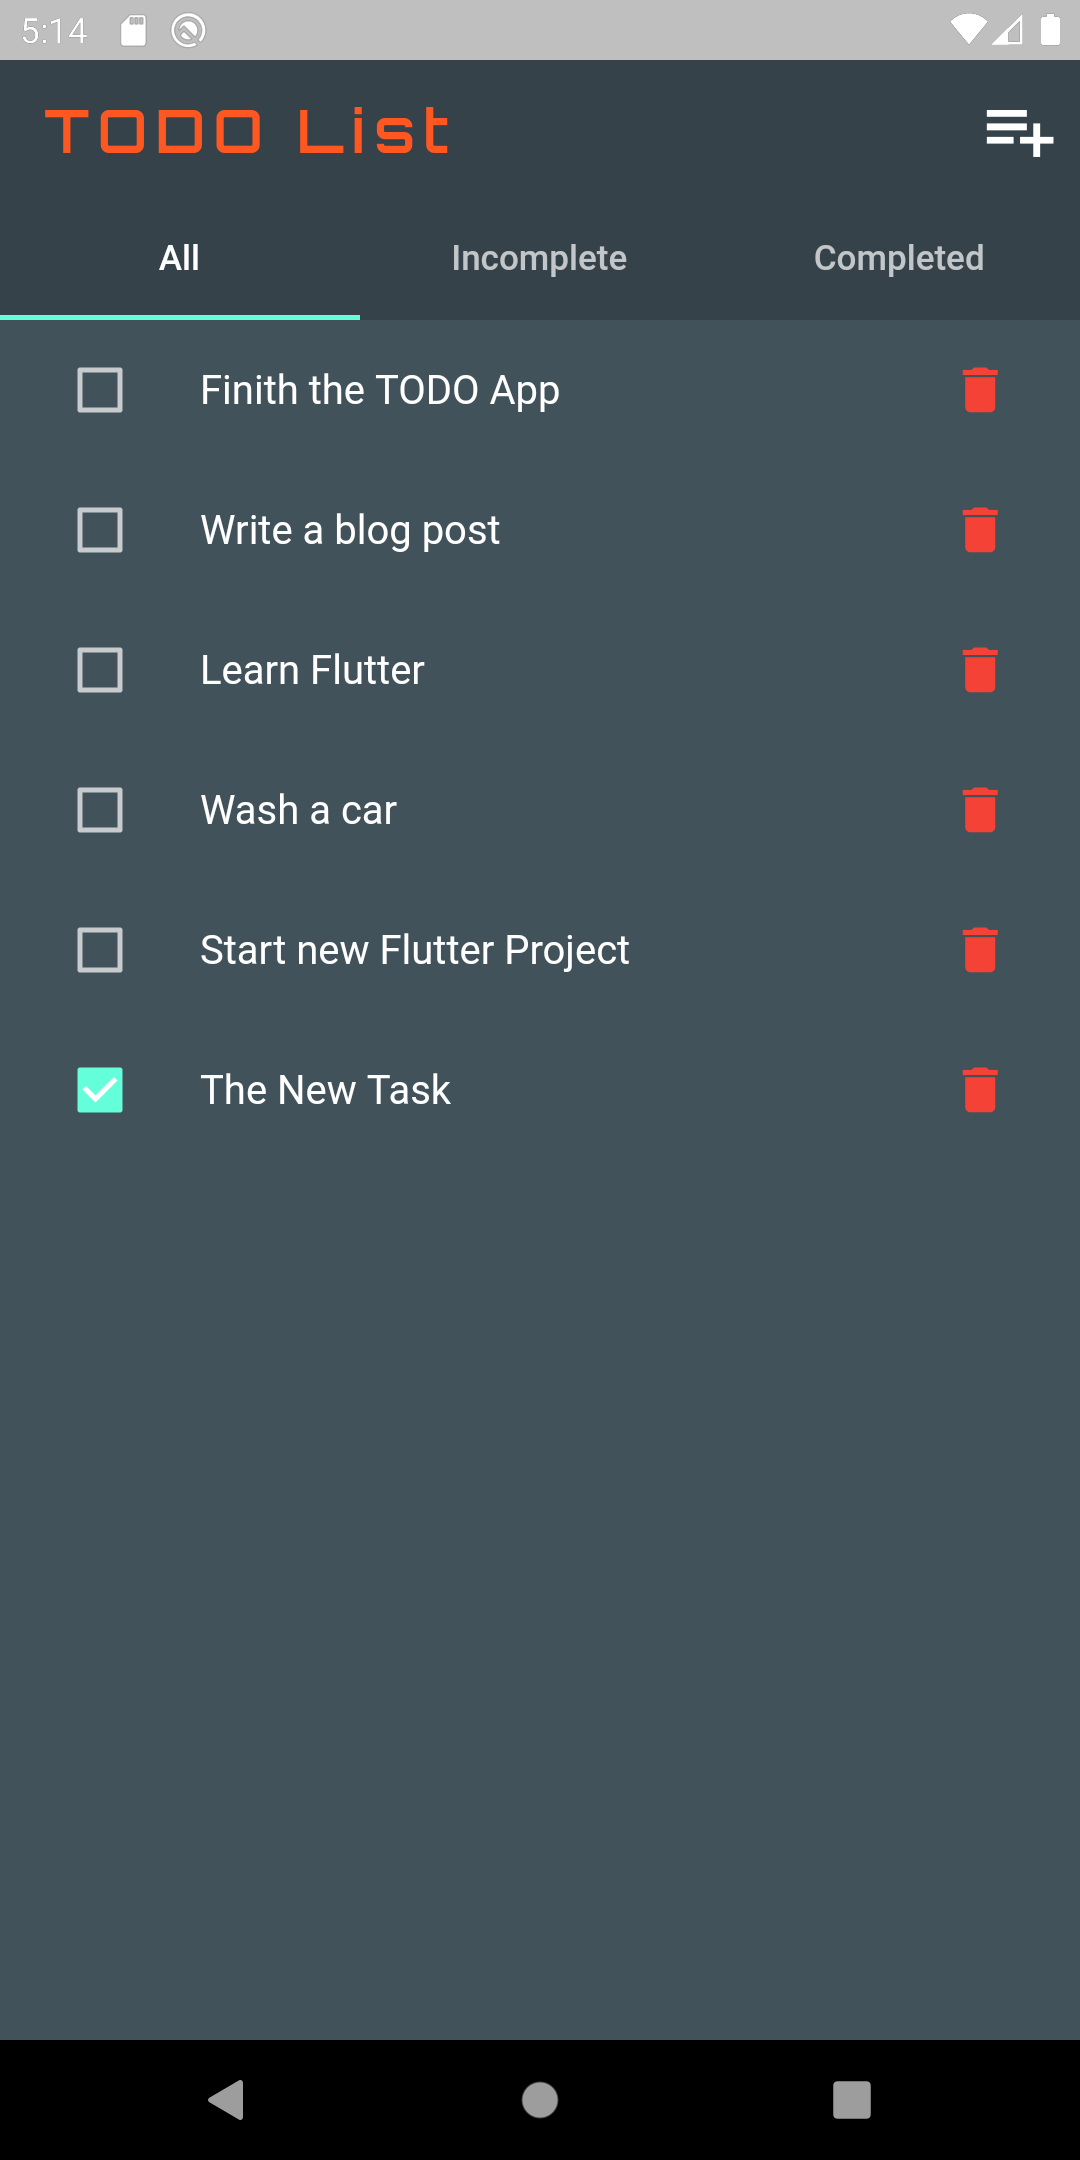 5:14
TODO List
All Incomplete Completed
Finith the TODO App
Write a blog post
Learn Flutter
Wash a car
Start new Flutter Project
The New Task